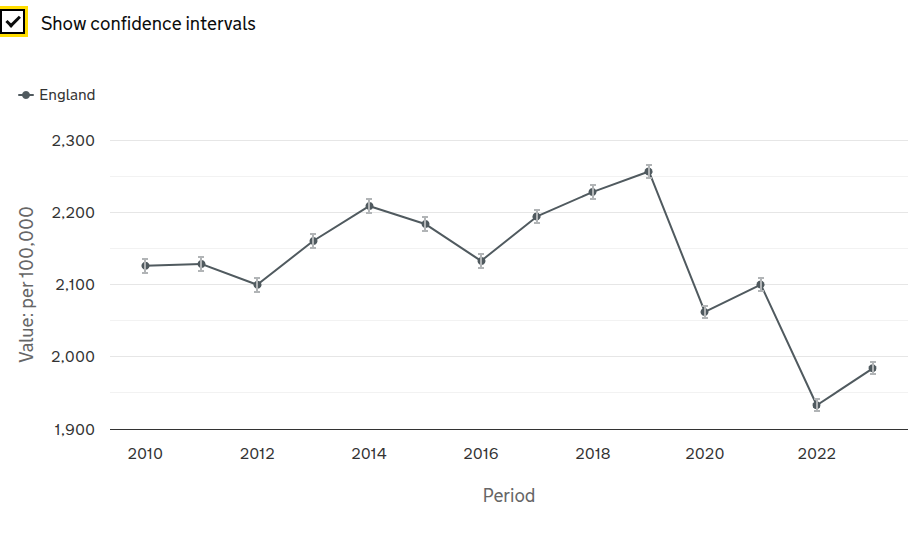 Show confidence intervals
England
Value: per 100,000
2,300
2,200
2,100
2,000
1,900
2010 2012 2014 2016 2018 2020 2022
Period